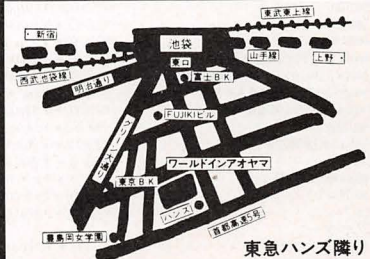 東武東上線
・新宿
池袋
東口
山手線
上野・
西武池袋線
明治通り
富士BK
FUJIKIビル
グリーン大通り
ワールドインアオヤマ
東京BK
ハンズ
首都高速5号
豊島岡女学園
東急ハンズ隣り